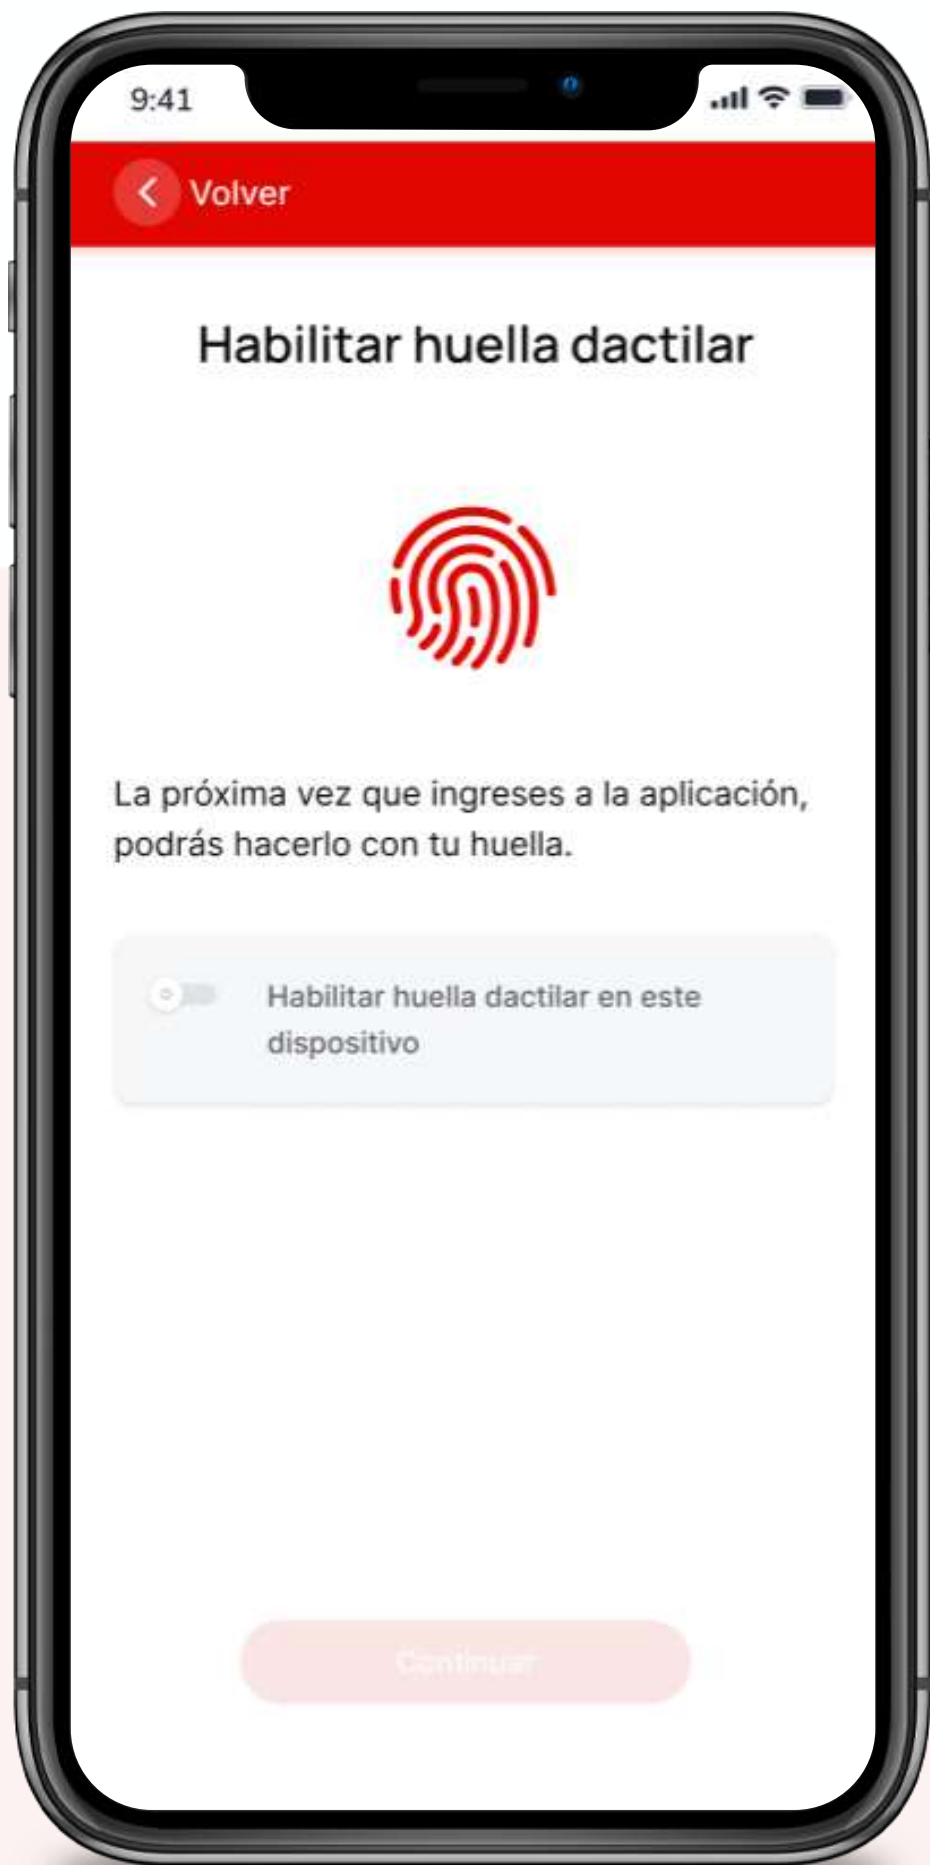 9:41
Volver
Habilitar huella dactilar
La próxima vez que ingreses a la aplicación,
podrás hacerlo con tu huella.
Habilitar huella dactilar en este
dispositivo
Continuar